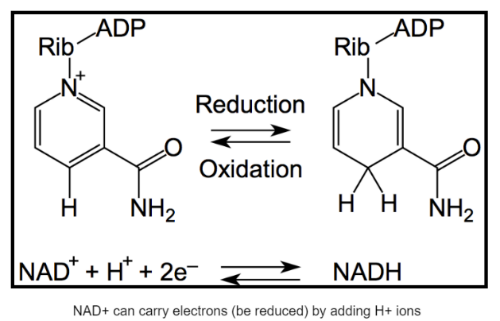 Rib ADP
N+
O
H
NH₂
Reduction
Oxidation
Rib ADP
N
O
H H
NH₂
NAD⁺ + H⁺ + 2e⁻
NADH
NAD+ can carry electrons (be reduced) by adding H+ ions